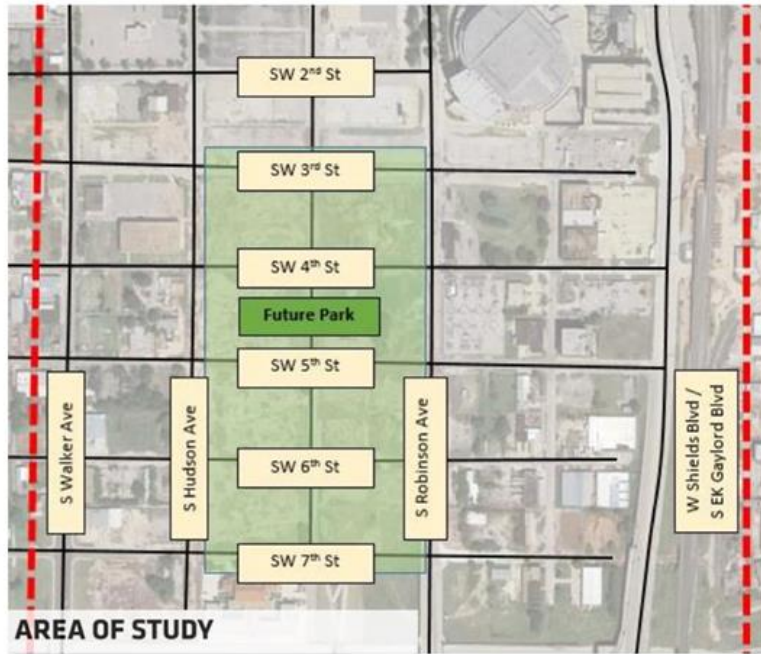 SW 2nd St
SW 3rd St
SW 4th St
Future Park
SW 5th St
S Walker Ave
S Hudson Ave
S Robinson Ave
W Shields Blvd /
S EK Gaylord Blvd
SW 6th St
SW 7th St
AREA OF STUDY